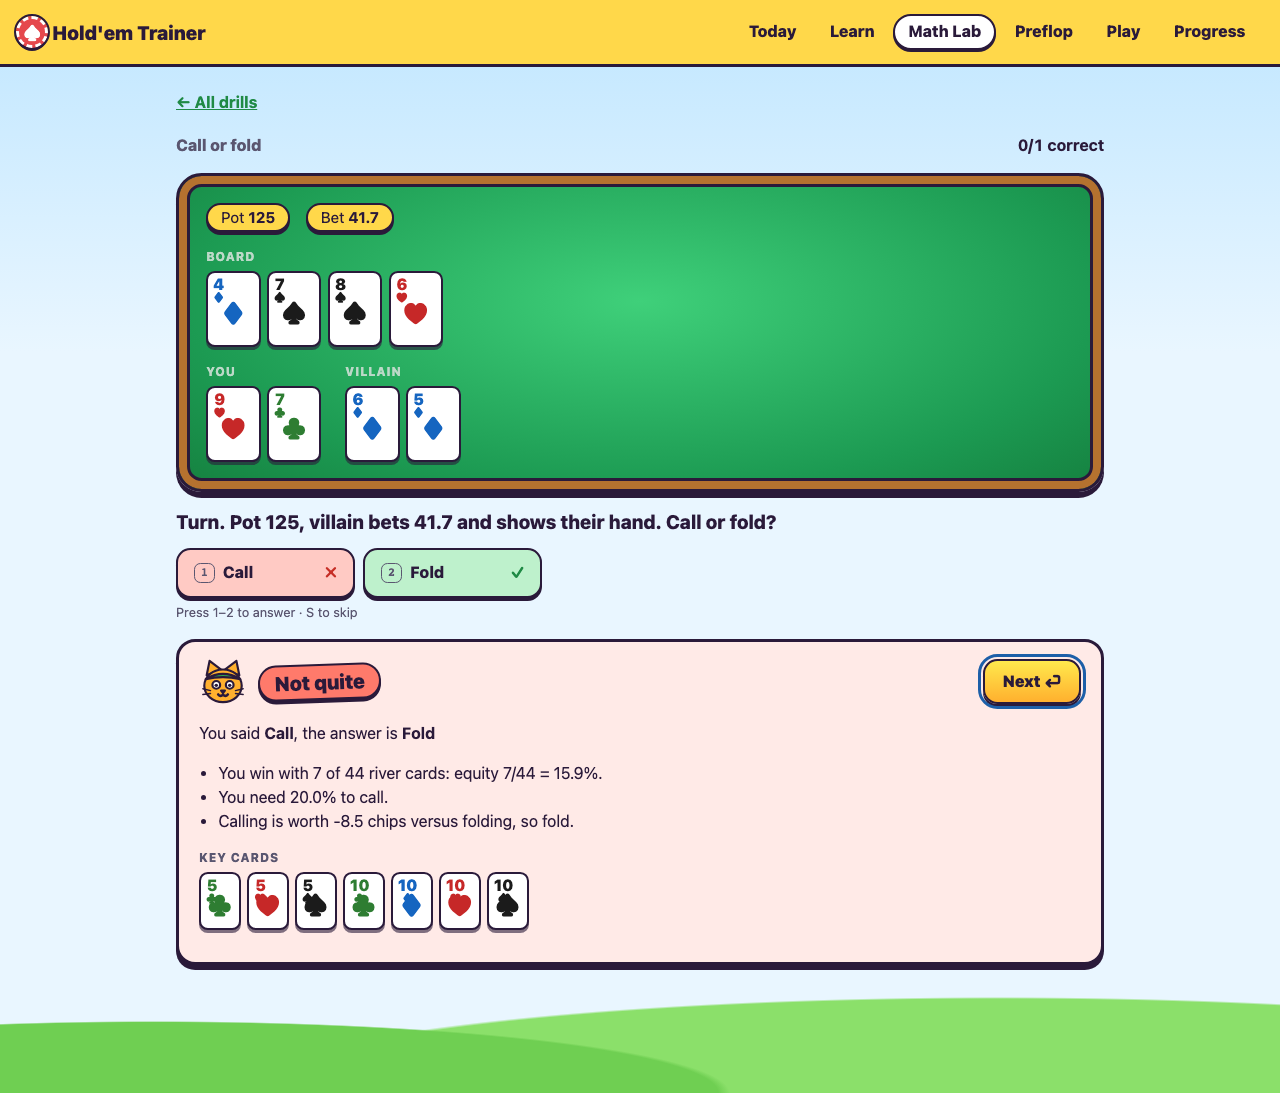 Hold'em Trainer
Today Learn Math Lab Preflop Play Progress
← All drills
Call or fold 0/1 correct
Pot 125 Bet 41.7
BOARD
4 7 8 6
YOU VILLAIN
9 7 6 5
Turn. Pot 125, villain bets 41.7 and shows their hand. Call or fold?
1 Call 2 Fold
Press 1–2 to answer · S to skip
Not quite Next
You said Call, the answer is Fold
• You win with 7 of 44 river cards: equity 7/44 = 15.9%.
• You need 20.0% to call.
• Calling is worth -8.5 chips versus folding, so fold.
KEY CARDS
5 5 5 10 10 10 10